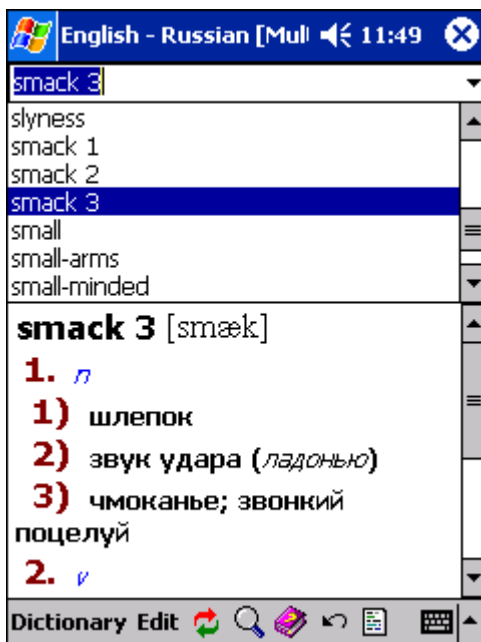 English - Russian [Mul 11:49
smack 3
slyness
smack 1
smack 2
smack 3
small
small-arms
small-minded
smack 3 [smæk]
1. n
1) шлепок
2) звук удара (ладонью)
3) чмоканье; звонкий
поцелуй
2. v
Dictionary Edit